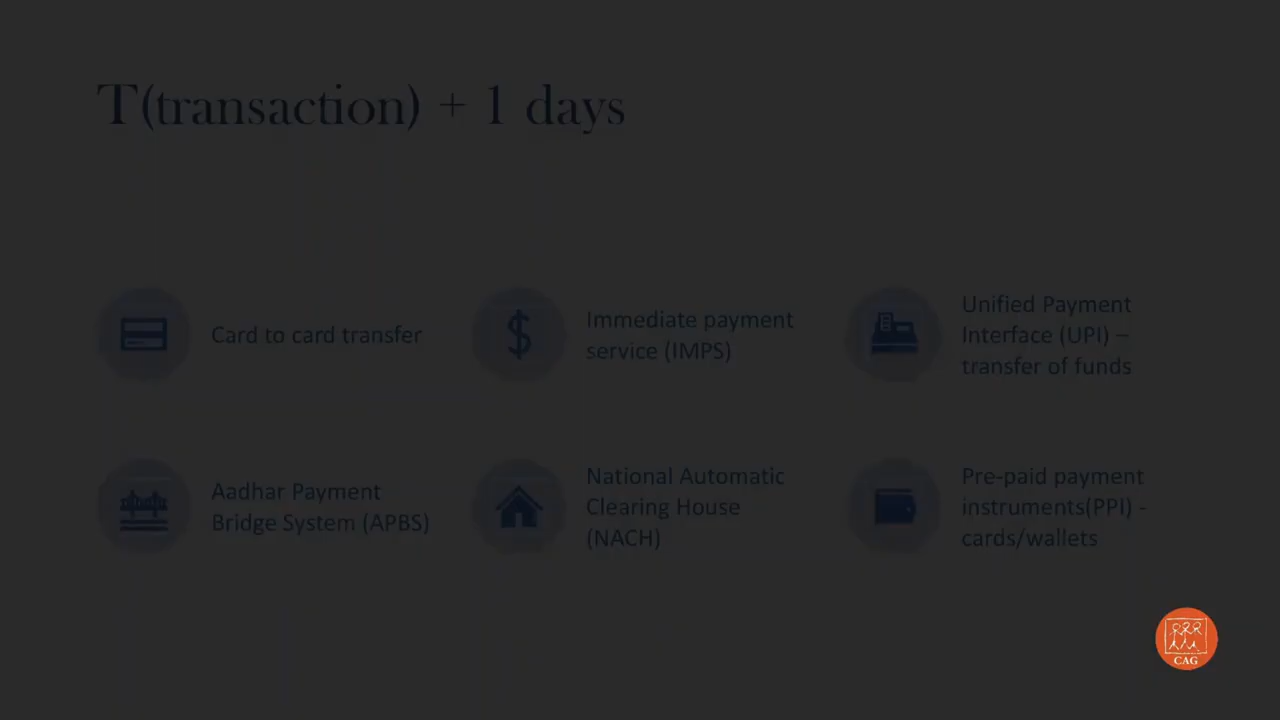 T(transaction) + 1 days
Card to card transfer
Immediate payment
service (IMPS)
Unified Payment
Interface (UPI) –
transfer of funds
Aadhar Payment
Bridge System (APBS)
National Automatic
Clearing House
(NACH)
Pre-paid payment
instruments(PPI) -
cards/wallets
CAG